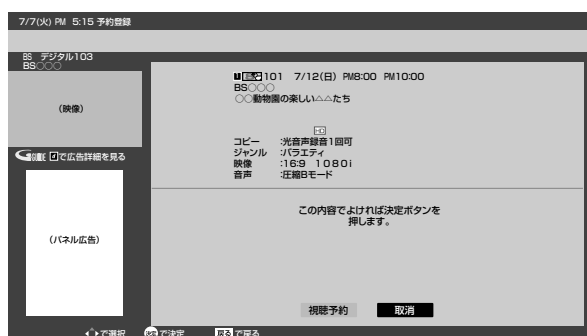 7/7(火) PM 5:15 予約登録
BS デジタル103
BS○○○
(映像)
で広告詳細を見る
(パネル広告)
101 7/12(日) PM8:00 PM10:00
BS○○○
○○動物園の楽しい△△たち
HD
コピー :光音声録音1回可
ジャンル :バラエティ
映像 :16:9 1080i
音声 :圧縮Bモード
この内容でよければ決定ボタンを
押します。
視聴予約 取消
で選択 決定で決定 戻るで戻る